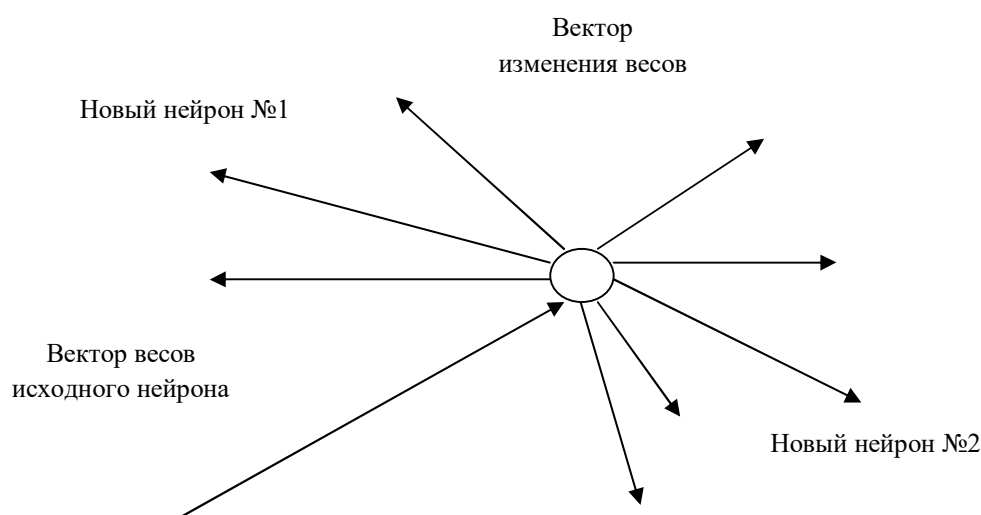 Вектор
изменения весов
Новый нейрон №1
Вектор весов
исходного нейрона
Новый нейрон №2